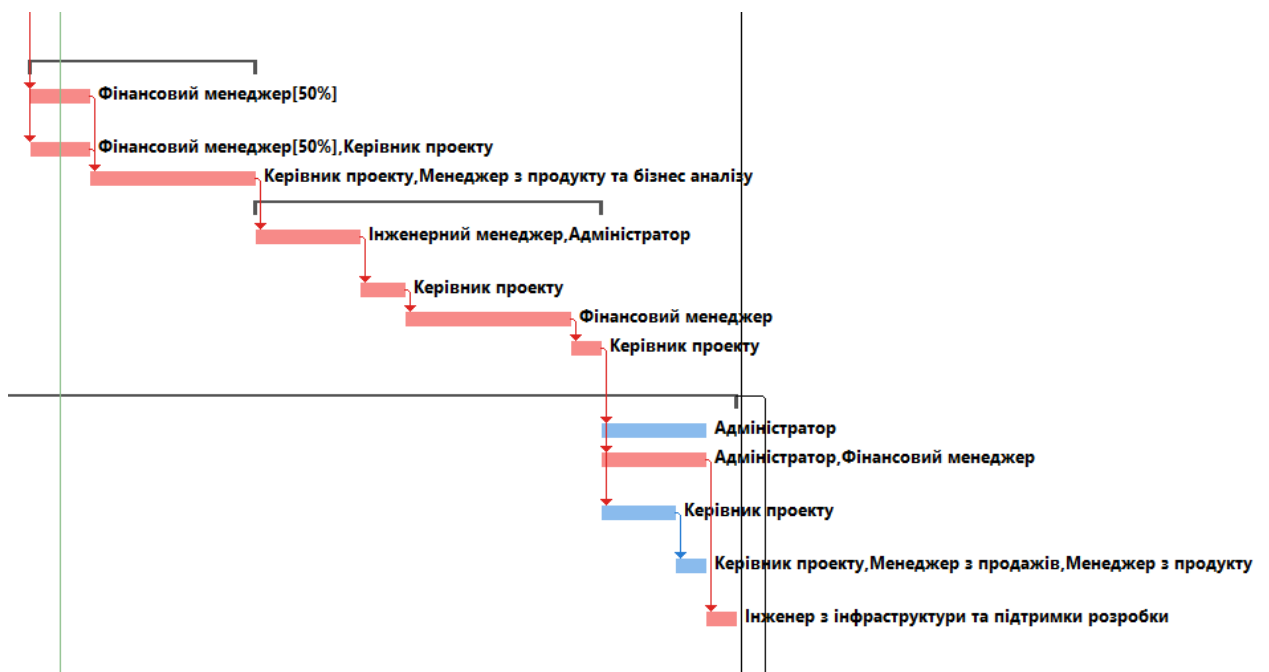 Фінансовий менеджер[50%]
Фінансовий менеджер[50%],Керівник проекту
Керівник проекту,Менеджер з продукту та бізнес аналізу
Інженерний менеджер,Адміністратор
Керівник проекту
Фінансовий менеджер
Керівник проекту
Адміністратор
Адміністратор,Фінансовий менеджер
Керівник проекту
Керівник проекту,Менеджер з продажів,Менеджер з продукту
Інженер з інфраструктури та підтримки розробки